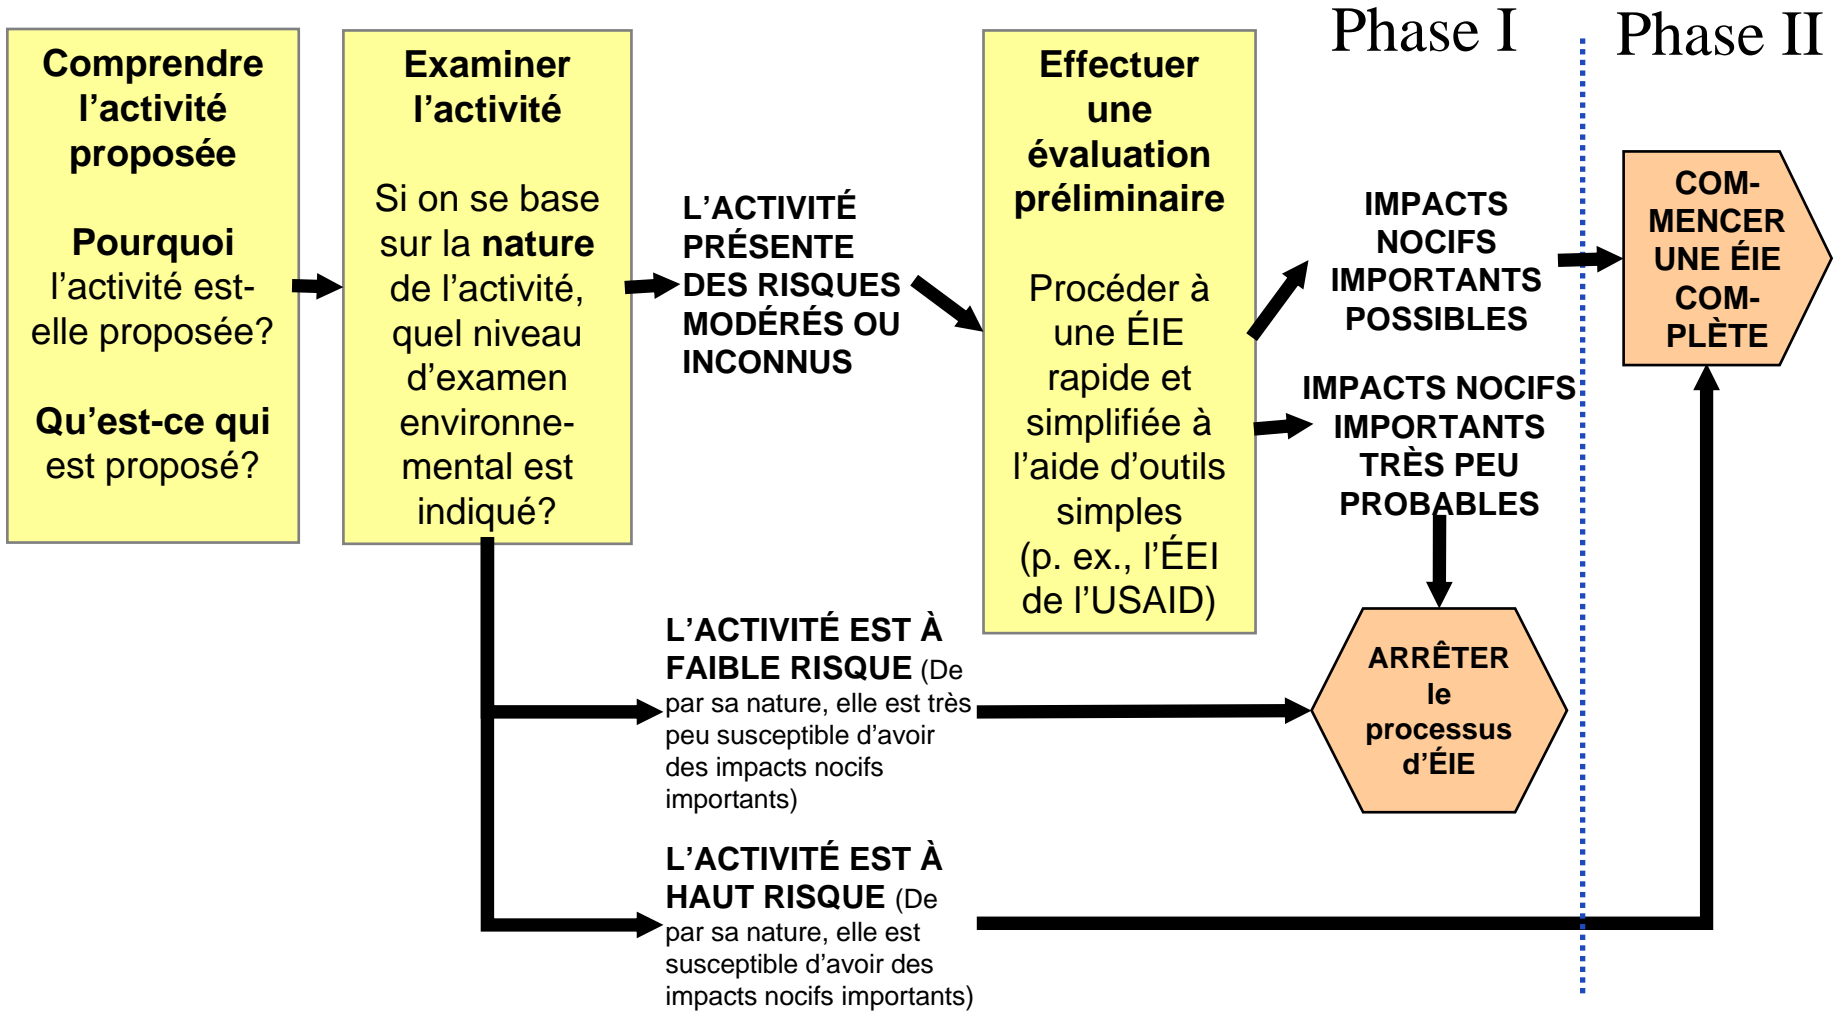 Phase I
Phase II
Comprendre
l’activité
proposée
Pourquoi
l’activité est-
elle proposée?
Qu’est-ce qui
est proposé?
Examiner
l’activité
Si on se base
sur la nature
de l’activité,
quel niveau
d’examen
environne-
mental est
indiqué?
L’ACTIVITÉ
PRÉSENTE
DES RISQUES
MODÉRÉS OU
INCONNUS
Effectuer
une
évaluation
préliminaire
Procéder à
une ÉIE
rapide et
simplifiée à
l’aide d’outils
simples
(p. ex., l’ÉEI
de l’USAID)
IMPACTS
NOCIFS
IMPORTANTS
POSSIBLES
COM-
MENCER
UNE ÉIE
COM-
PLÈTE
IMPACTS NOCIFS
IMPORTANTS
TRÈS PEU
PROBABLES
L’ACTIVITÉ EST À
FAIBLE RISQUE (De
par sa nature, elle est très
peu susceptible d'avoir
des impacts nocifs
importants)
ARRÊTER
le
processus
d’ÉIE
L’ACTIVITÉ EST À
HAUT RISQUE (De
par sa nature, elle est
susceptible d'avoir des
impacts nocifs importants)